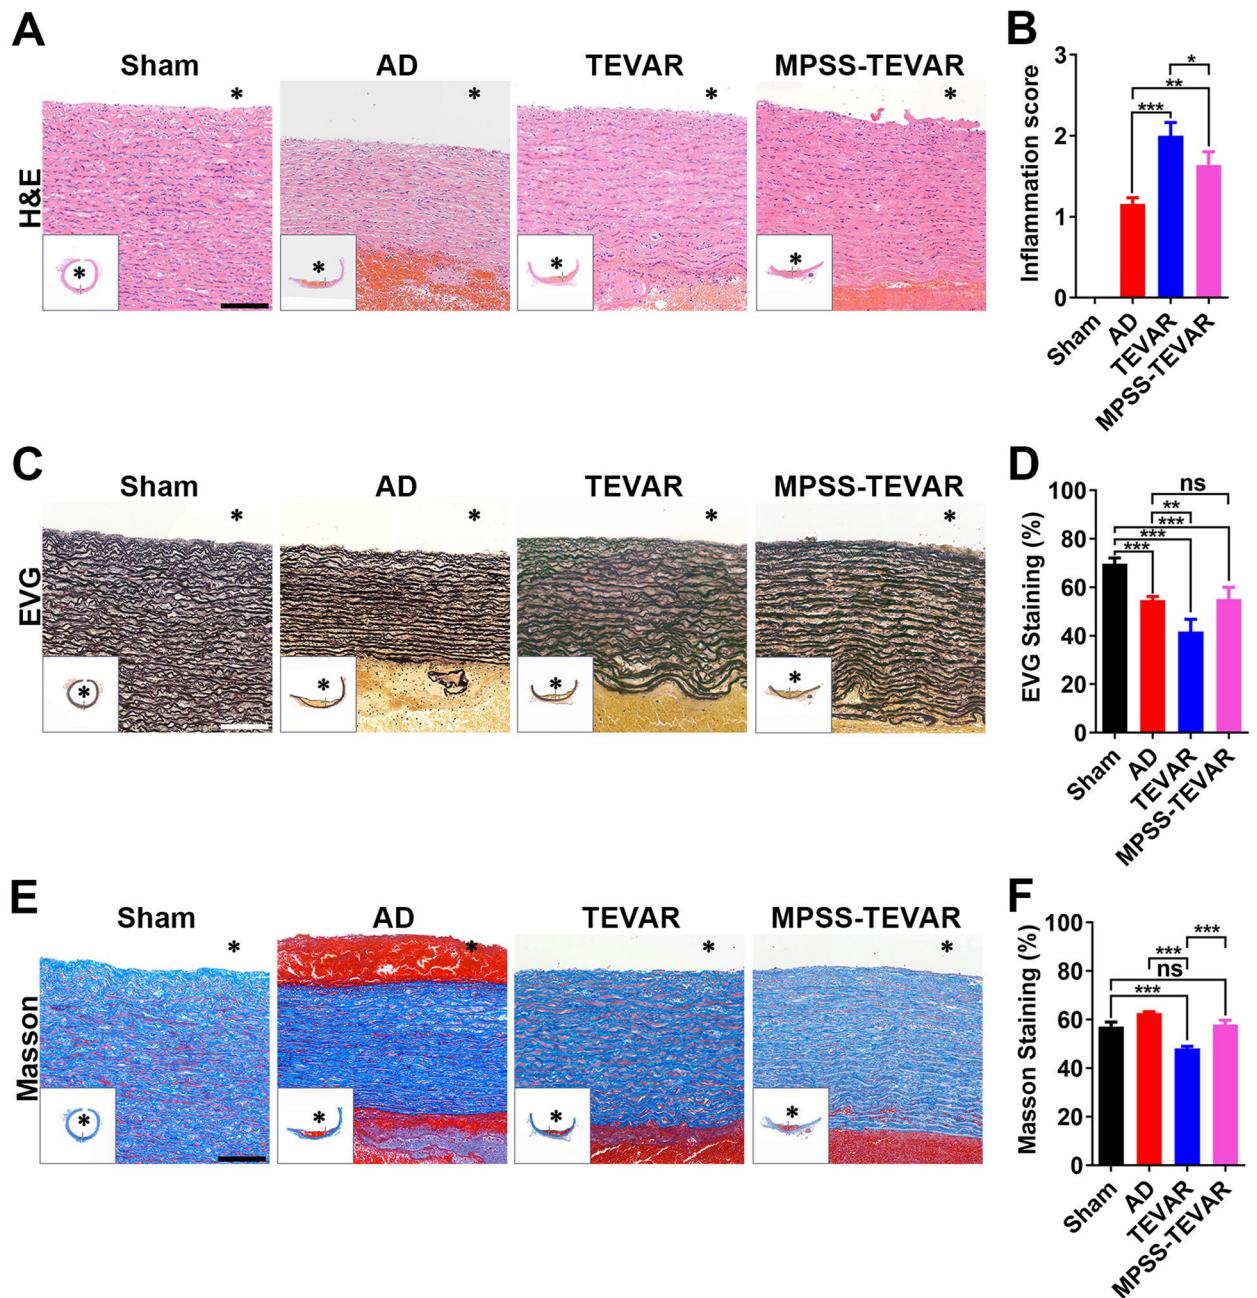 A
Sham
AD
TEVAR
MPSS-TEVAR
H&E
*
*
*
*
*
*
*
*
B
Inflammation score
3
2
1
0
*
**
***
Sham
AD
TEVAR
MPSS-TEVAR
C
Sham
AD
TEVAR
MPSS-TEVAR
EVG
*
*
*
*
*
*
*
*
D
EVG Staining (%)
100
80
60
40
20
0
ns
**
***
***
***
Sham
AD
TEVAR
MPSS-TEVAR
E
Sham
AD
TEVAR
MPSS-TEVAR
Masson
*
*
*
*
*
*
*
*
F
Masson Staining (%)
100
80
60
40
20
0
***
***
ns
***
Sham
AD
TEVAR
MPSS-TEVAR